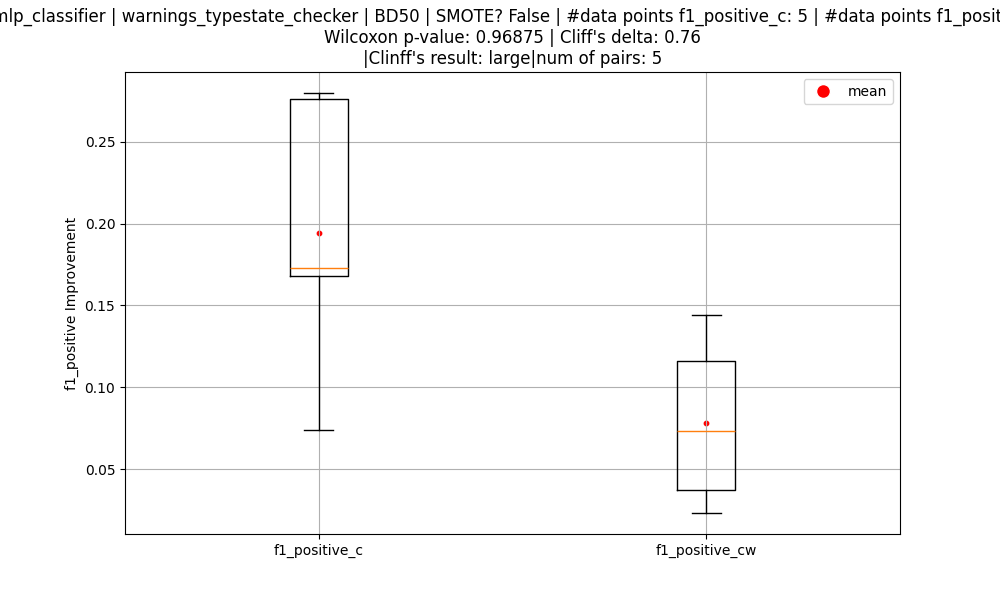 mlp_classifier | warnings_typestate_checker | BD50 | SMOTE? False | #data points f1_positive_c: 5 | #data points
Wilcoxon p-value: 0.96875 | Cliff's delta: 0.76
|Clinff's result: large|num of pairs: 5
mean
f1_positive Improvement
0.25
0.20
0.15
0.10
0.05
f1_positive_c
f1_positive_cw